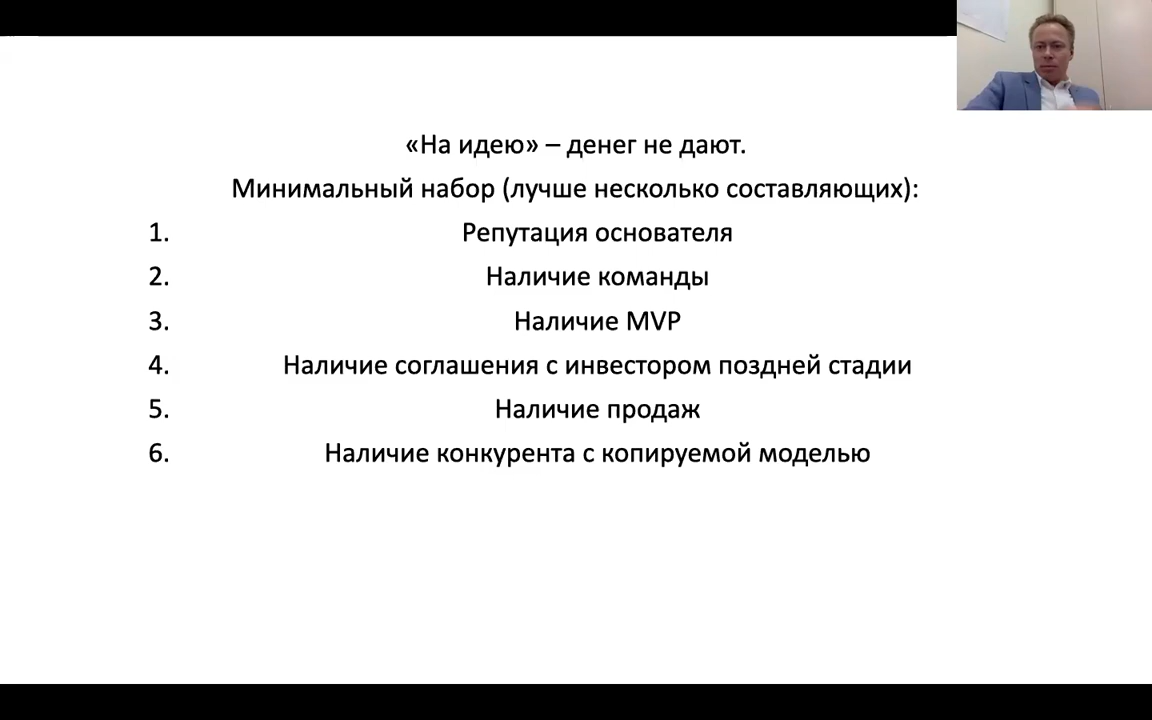 «На идею» – денег не дают.
Минимальный набор (лучше несколько составляющих):
1. Репутация основателя
2. Наличие команды
3. Наличие MVP
4. Наличие соглашения с инвестором поздней стадии
5. Наличие продаж
6. Наличие конкурента с копируемой моделью